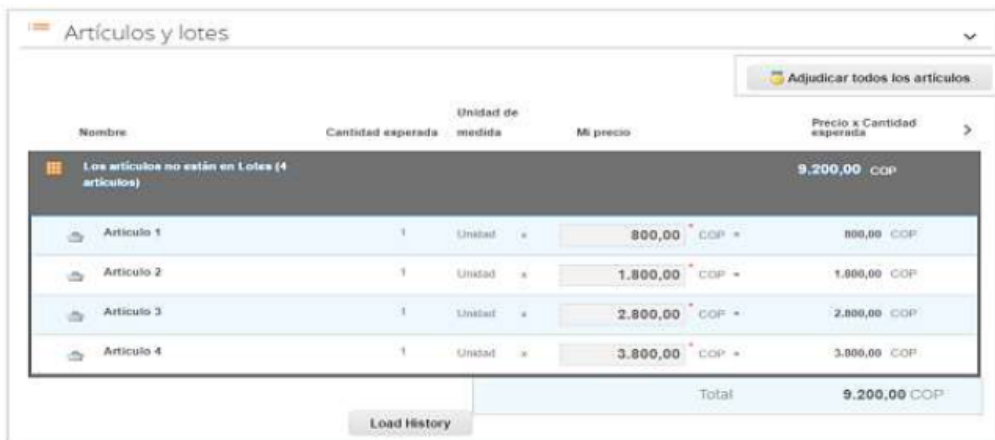 Artículos y lotes
Adjudicar todos los artículos
Nombre Cantidad esperada Unidad de medida Mi precio Precio x Cantidad esperada
Los artículos no están en Lotes (4 artículos) 9.200,00 COP
Artículo 1 1 Unidad x 800,00 * COP = 800,00 COP
Artículo 2 1 Unidad x 1.800,00 * COP = 1.800,00 COP
Artículo 3 1 Unidad x 2.800,00 * COP = 2.800,00 COP
Artículo 4 1 Unidad x 3.800,00 * COP = 3.800,00 COP
Total 9.200,00 COP
Load History